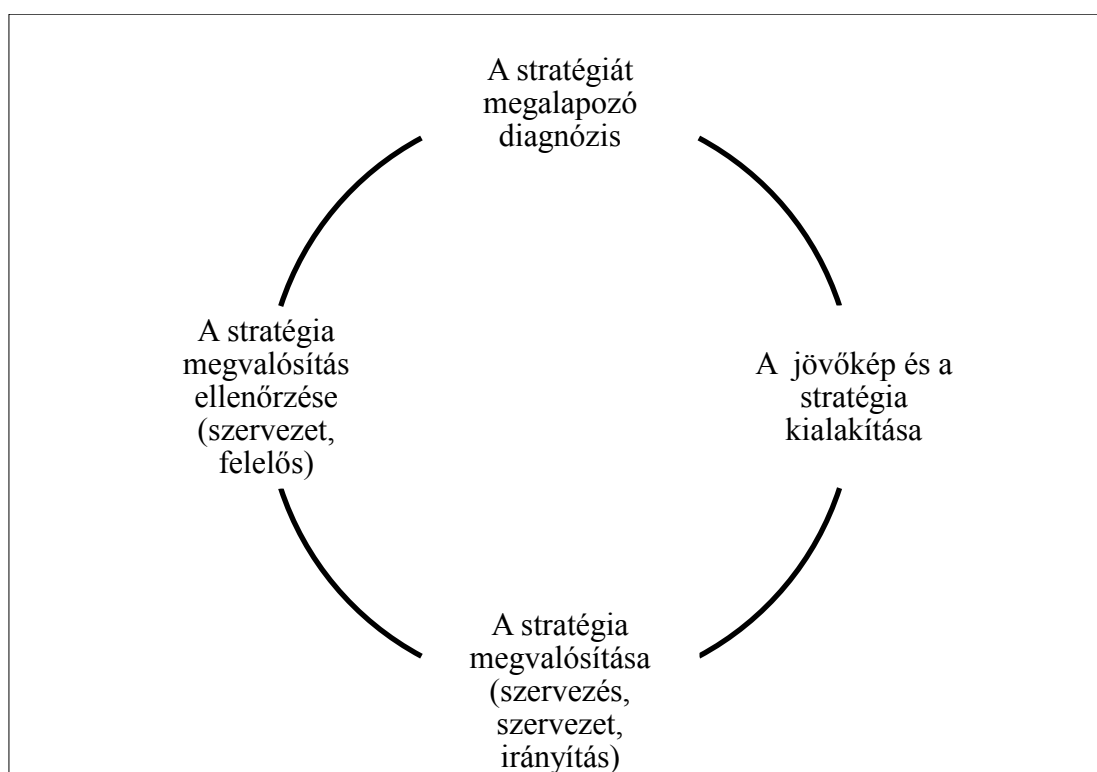 A stratégiát
megalapozó
diagnózis
A jövőkép és a
stratégia
kialakítása
A stratégia
megvalósítása
(szervezés,
szervezet,
irányítás)
A stratégia
megvalósítás
ellenőrzése
(szervezet,
felelős)